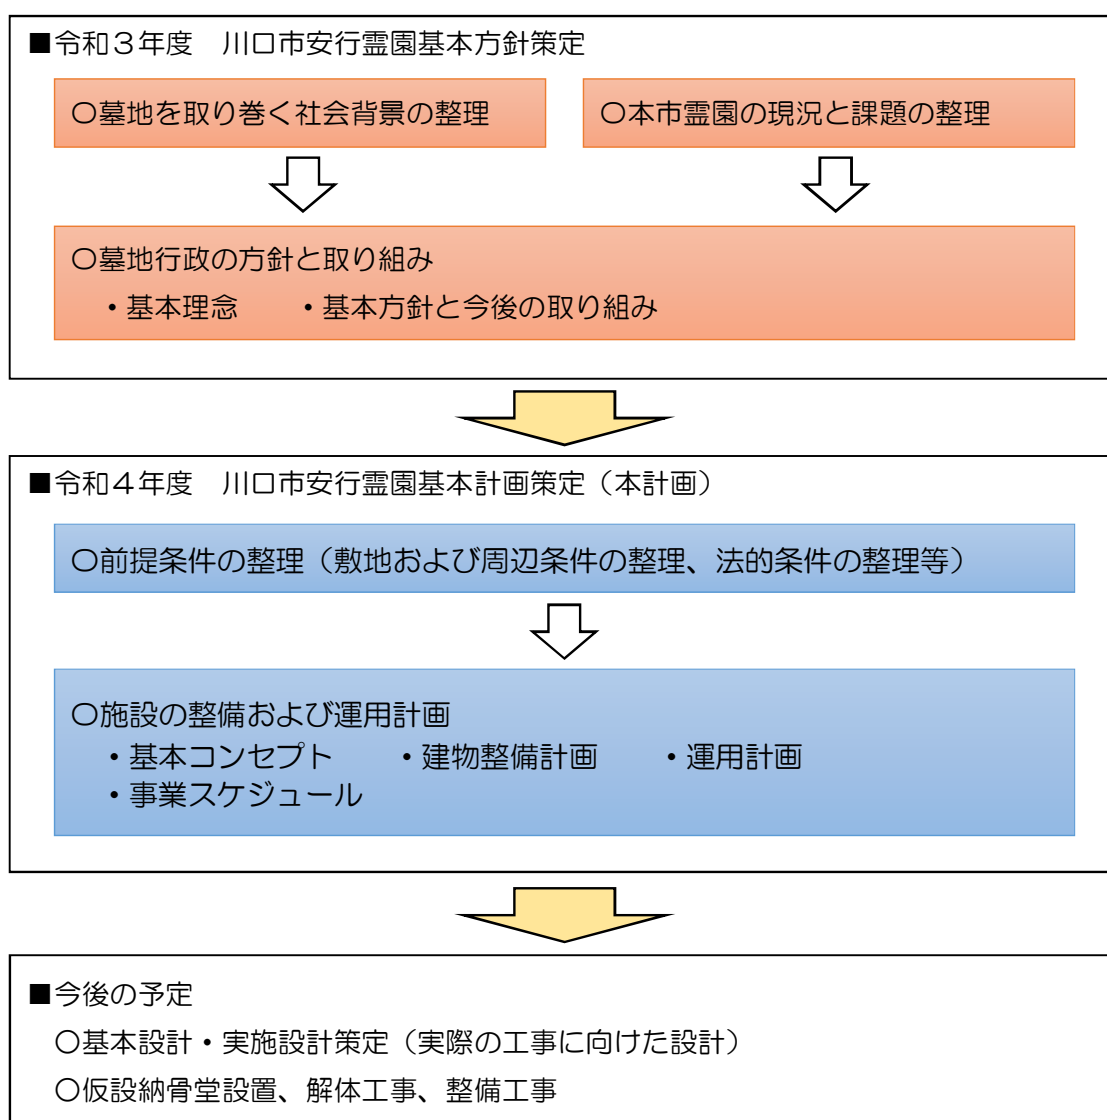 ■令和３年度　川口市安行霊園基本方針策定
〇墓地を取り巻く社会背景の整理
〇本市霊園の現況と課題の整理
〇墓地行政の方針と取り組み
・基本理念　　・基本方針と今後の取り組み
■令和４年度　川口市安行霊園基本計画策定（本計画）
〇前提条件の整理（敷地および周辺条件の整理、法的条件の整理等）
〇施設の整備および運用計画
・基本コンセプト　　・建物整備計画　　・運用計画
・事業スケジュール
■今後の予定
〇基本設計・実施設計策定（実際の工事に向けた設計）
〇仮設納骨堂設置、解体工事、整備工事